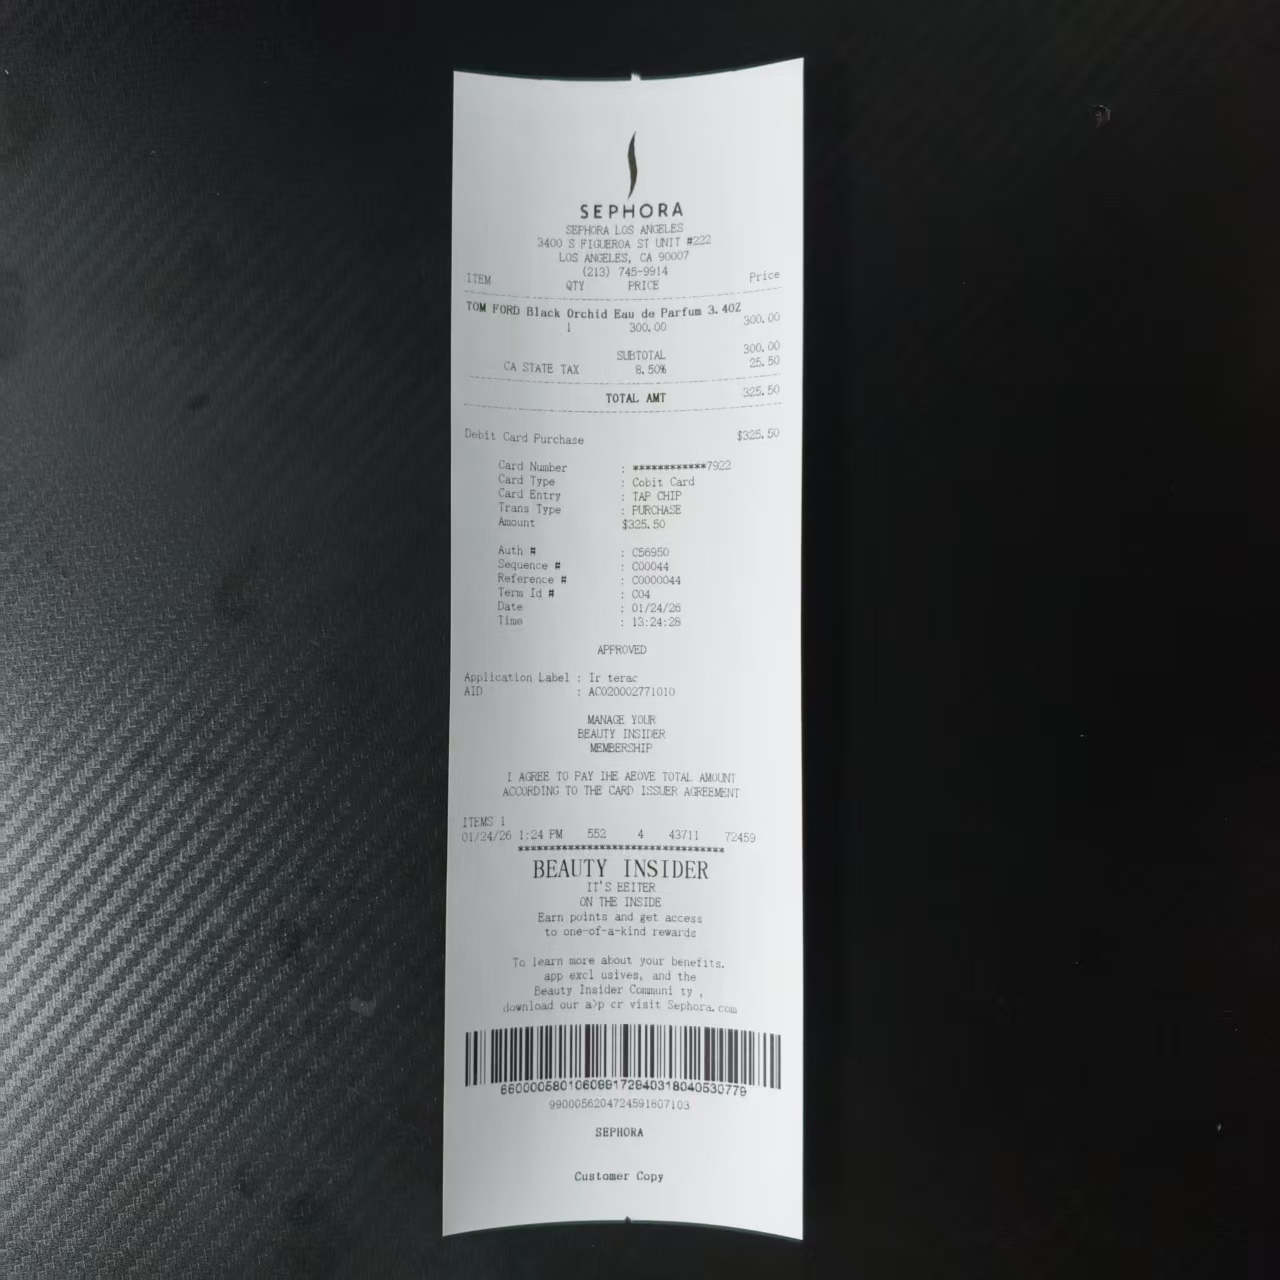 SEPHORA
SEPHORA LOS ANGELES
3400 S FIGUEROA ST UNIT #222
LOS ANGELES, CA 90007
(213) 745-9914
ITEM QTY PRICE Price
TOM FORD Black Orchid Eau de Parfum 3.4OZ
1 300.00 300.00
SUBTOTAL 300.00
CA STATE TAX 8.50% 25.50
TOTAL AMT 325.50
Debit Card Purchase $325.50
Card Number : ************7922
Card Type : Cobit Card
Card Entry : TAP CHIP
Trans Type : PURCHASE
Amount $325.50
Auth # : C56950
Sequence # : C00044
Reference # : C0000044
Term Id # : C04
Date : 01/24/26
Time : 13:24:28
APPROVED
Application Label : Ir terac
AID : AC020002771010
MANAGE YOUR
BEAUTY INSIDER
MEMBERSHIP
I AGREE TO PAY IHE AEOVE TOTAL AMOUNT
ACCORDING TO THE CARD ISSUER AGREEMENT
ITEMS 1
01/24/26 1:24 PM 552 4 43711 72459
*********************************
BEAUTY INSIDER
IT'S EEITER
ON THE INSIDE
Earn points and get access
to one-of-a-kind rewards
To learn more about your benefits.
app excl usives, and the
Beauty Insider Communi ty ,
download our a>p cr visit Sephora.com
660000580106099172940318040530779
9900056204724591807103
SEPHORA
Customer Copy